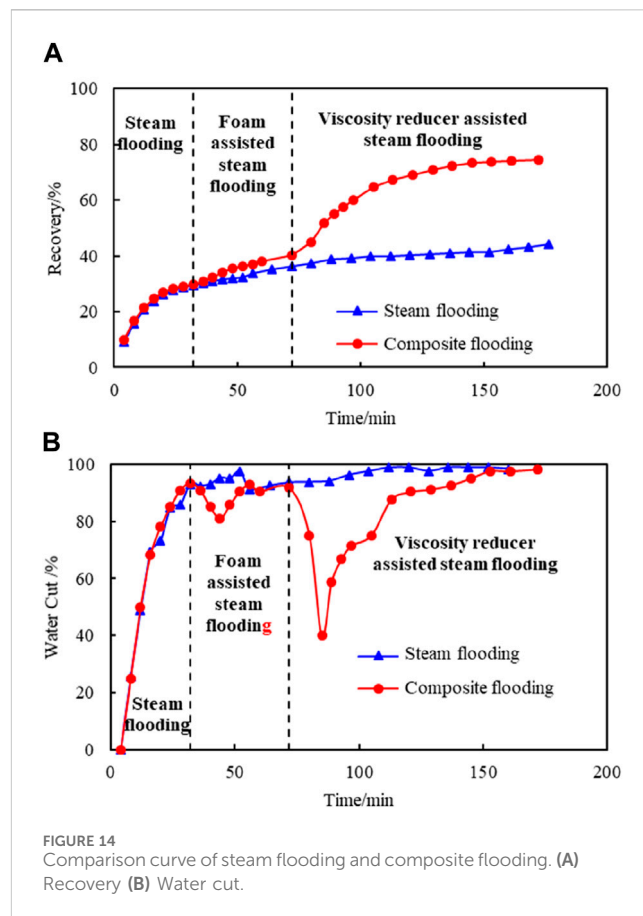 A
100
80
60
40
20
0
Recovery/%
Steam
flooding
Foam
assisted
steam
flooding
Viscosity reducer assisted
steam flooding
Steam flooding
Composite flooding
0 50 100 150 200
Time/min
B
100
80
60
40
20
0
Water Cut /%
Foam
assisted
steam
flooding
Viscosity reducer
assisted steam flooding
Steam flooding
Composite flooding
Steam
flooding
0 50 100 150 200
Time/min
FIGURE 14
Comparison curve of steam flooding and composite flooding. (A)
Recovery (B) Water cut.